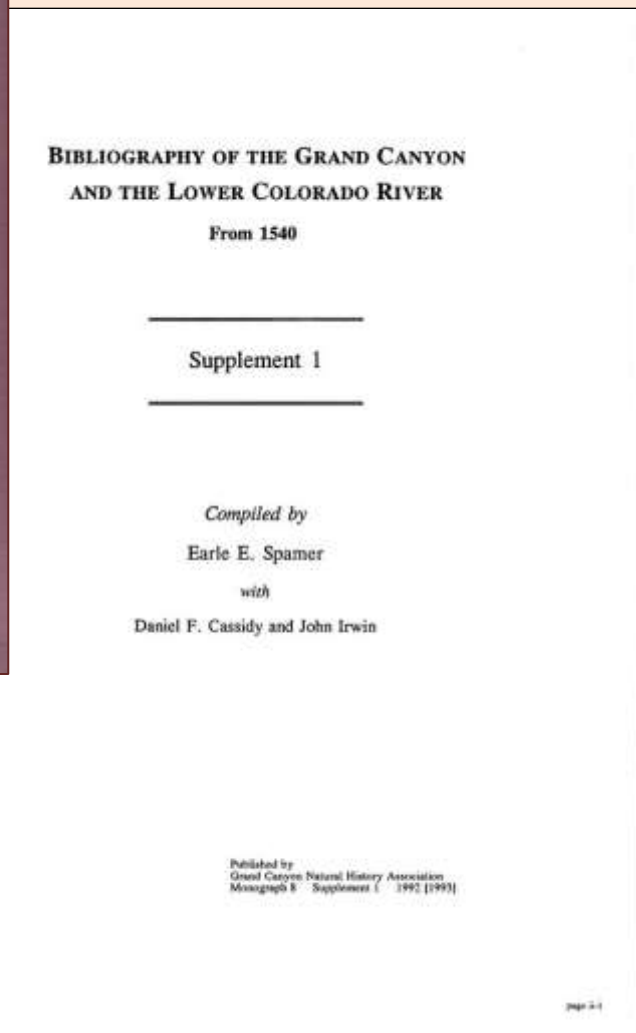 BIBLIOGRAPHY OF THE GRAND CANYON
AND THE LOWER COLORADO RIVER
From 1540
Supplement 1
Compiled by
Earle E. Spamer
with
Daniel F. Cassidy and John Irwin
Published by
Grand Canyon Natural History Association
Monograph 8 Supplement 1 1992 [1993]
page